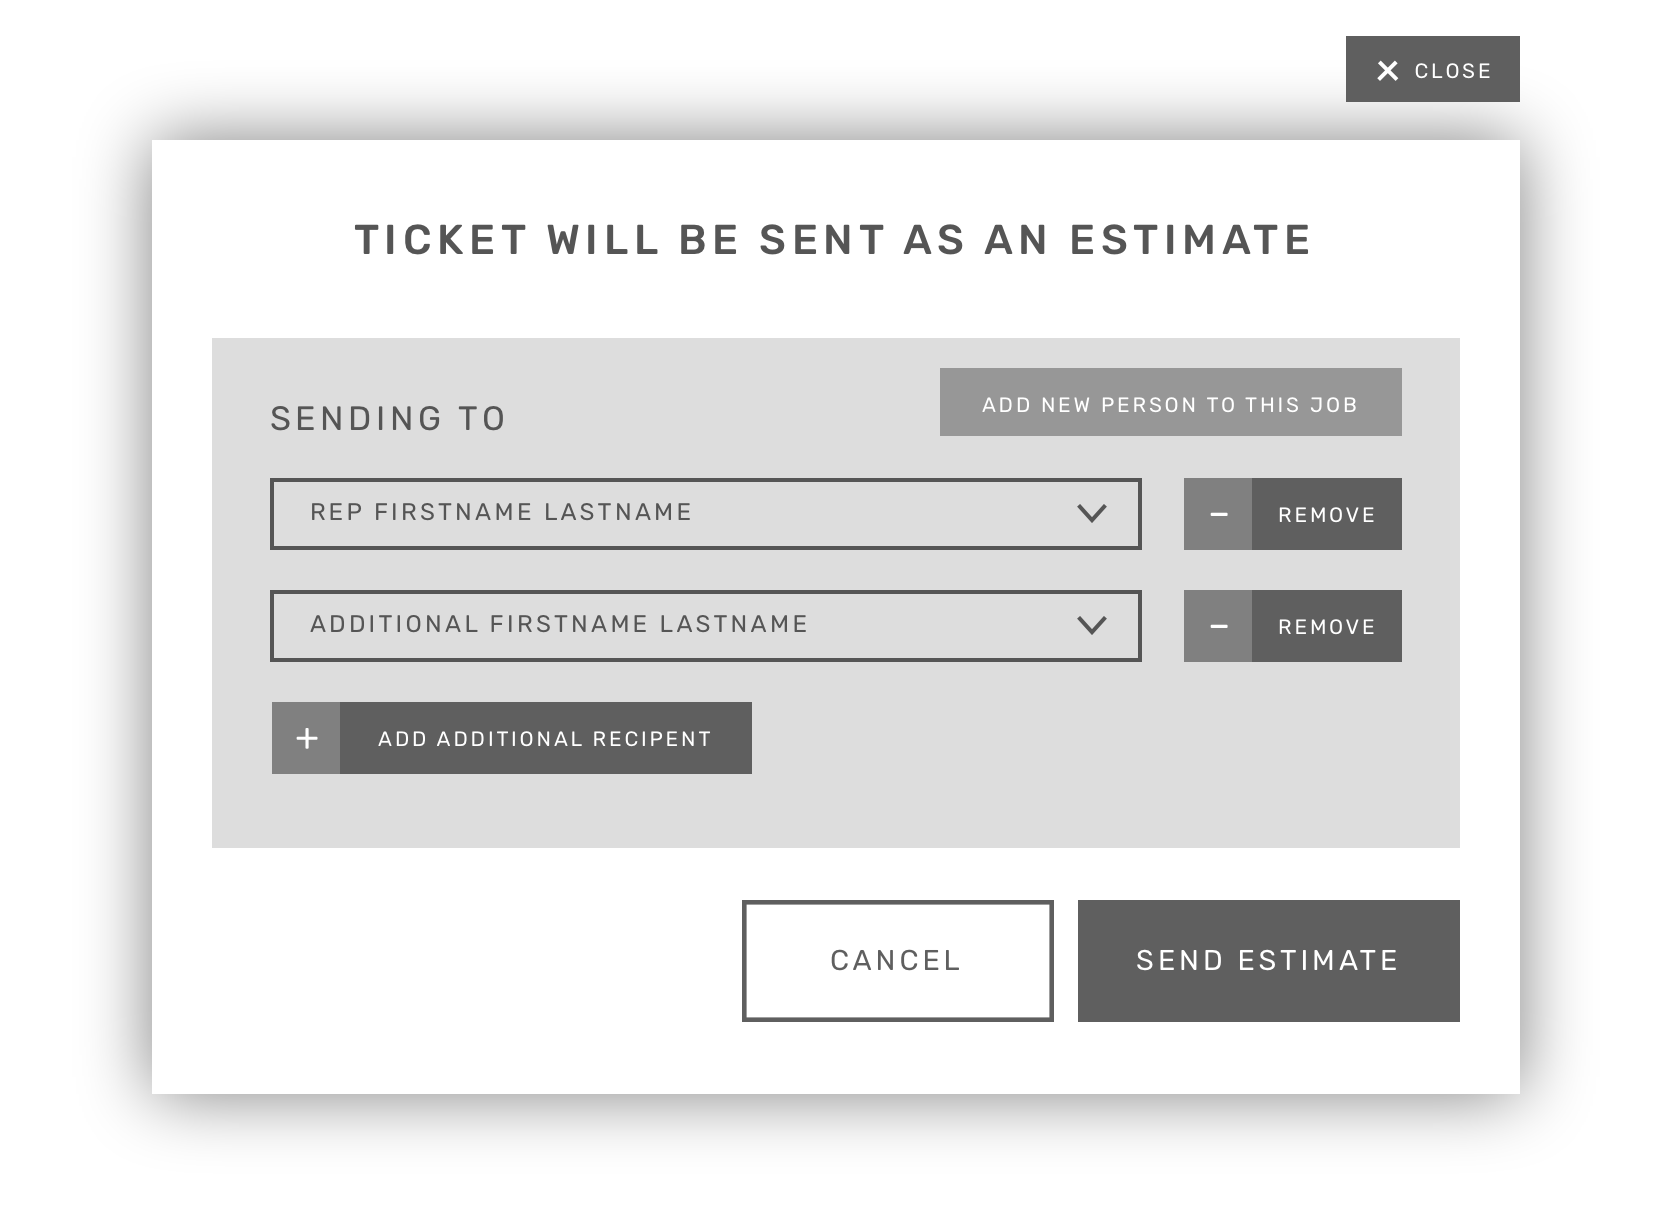 CLOSE
TICKET WILL BE SENT AS AN ESTIMATE
SENDING TO
ADD NEW PERSON TO THIS JOB
REP FIRSTNAME LASTNAME
REMOVE
ADDITIONAL FIRSTNAME LASTNAME
REMOVE
ADD ADDITIONAL RECIPENT
CANCEL
SEND ESTIMATE